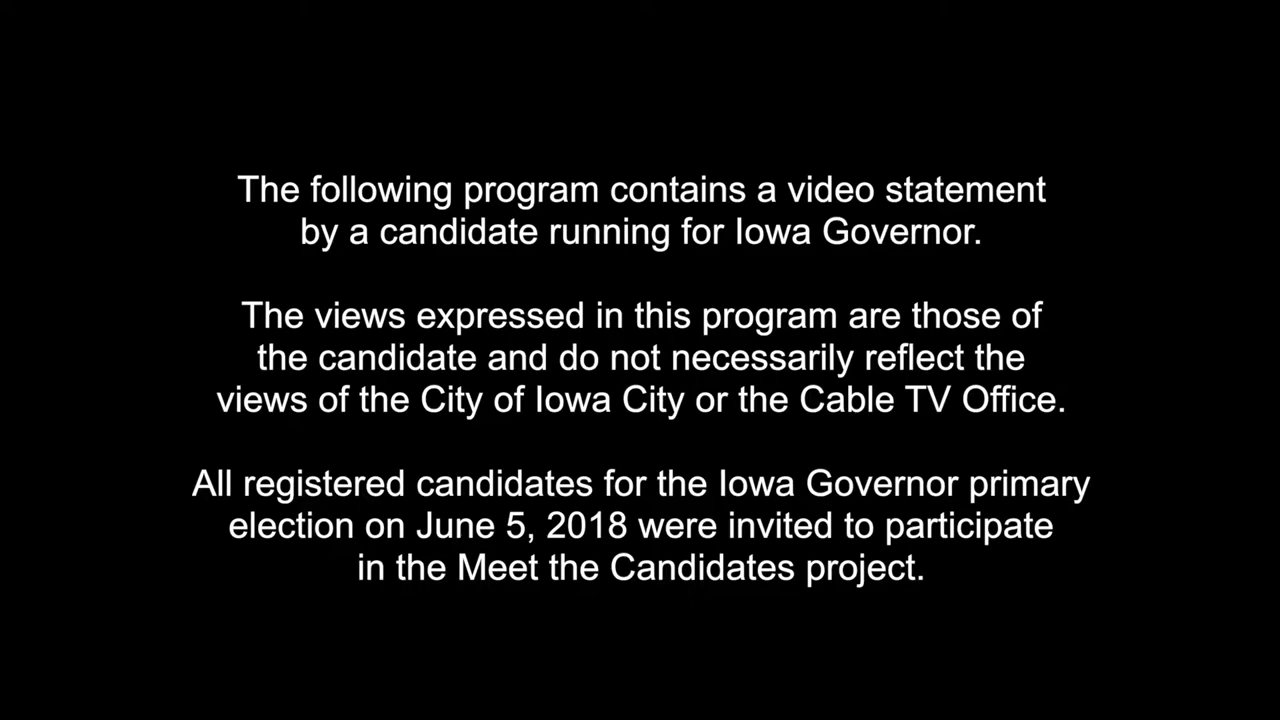 The following program contains a video statement
by a candidate running for Iowa Governor.
The views expressed in this program are those of
the candidate and do not necessarily reflect the
views of the City of Iowa City or the Cable TV Office.
All registered candidates for the Iowa Governor primary
election on June 5, 2018 were invited to participate
in the Meet the Candidates project.